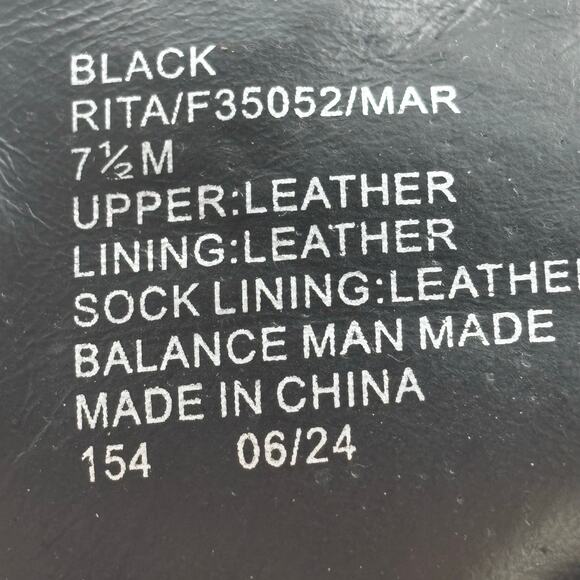 BLACK
RITA/F35052/MAR
7½M
UPPER:LEATHER
LINING:LEATHER
SOCK LINING:LEATHER
BALANCE MAN MADE
MADE IN CHINA
154 06/24